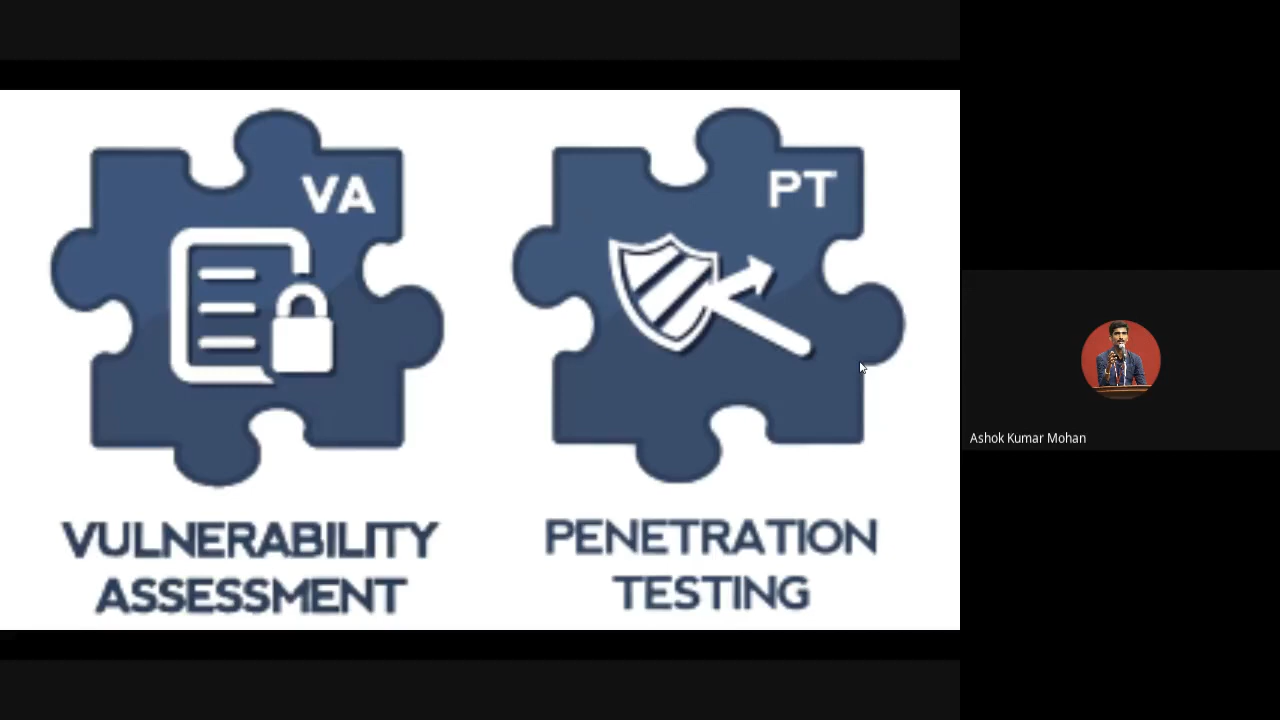 VA
VULNERABILITY
ASSESSMENT
PT
PENETRATION
TESTING
Ashok Kumar Mohan